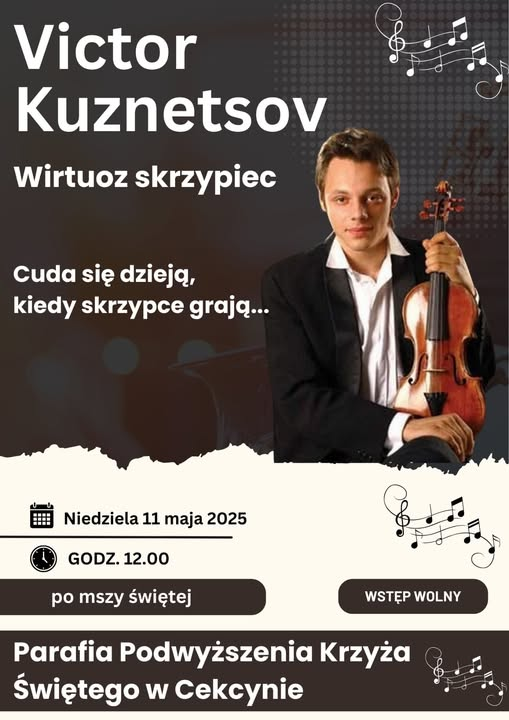 Victor
Kuznetsov
Wirtuoz skrzypiec
Cuda się dzieją,
kiedy skrzypce grają...
Niedziela 11 maja 2025
GODZ. 12.00
po mszy świętej
WSTĘP WOLNY
Parafia Podwyższenia Krzyża
Świętego w Cekcynie